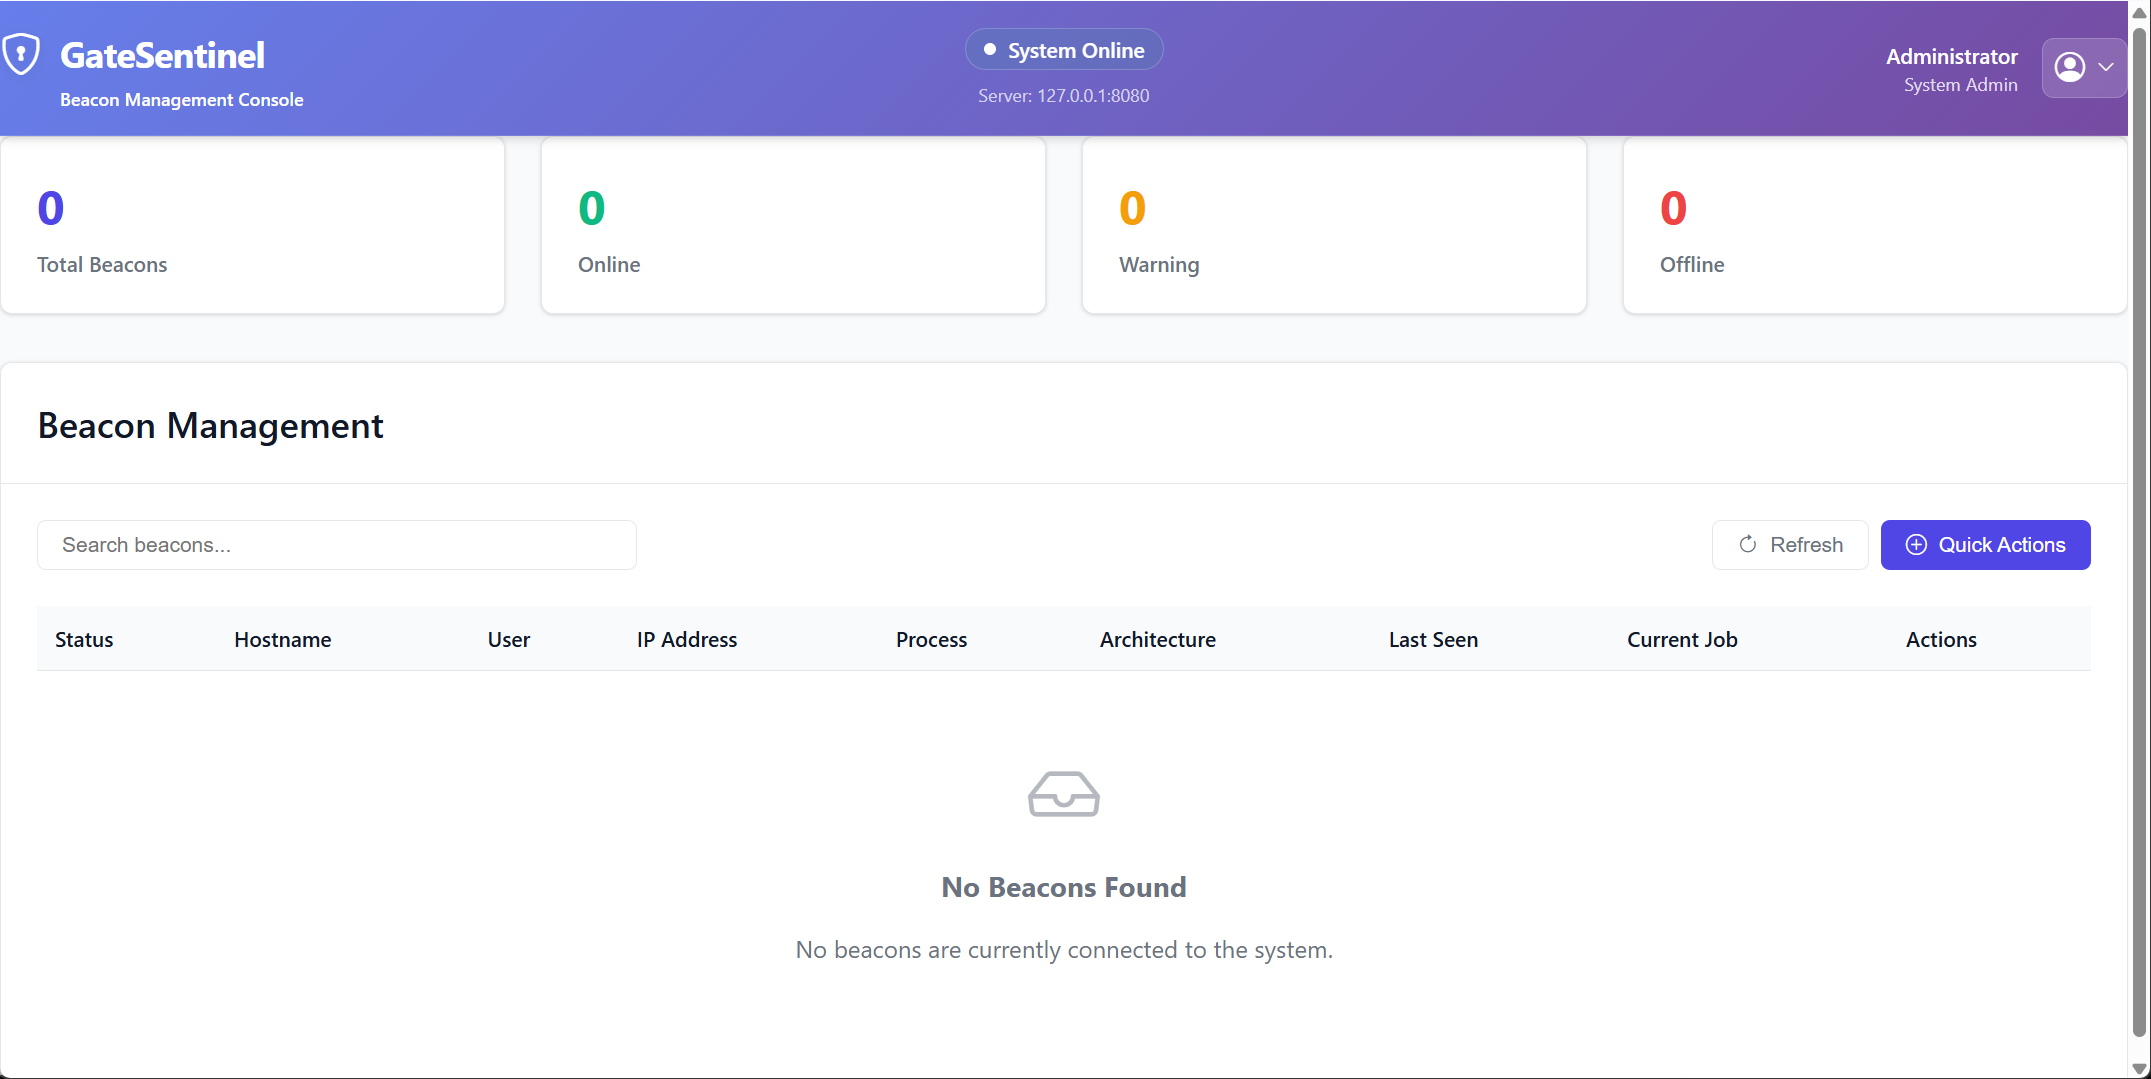 GateSentinel
Beacon Management Console
System Online
Server: 127.0.0.1:8080
Administrator
System Admin
0
Total Beacons
0
Online
0
Warning
0
Offline
Beacon Management
Search beacons...
Refresh
Quick Actions
Status Hostname User IP Address Process Architecture Last Seen Current Job Actions
No Beacons Found
No beacons are currently connected to the system.